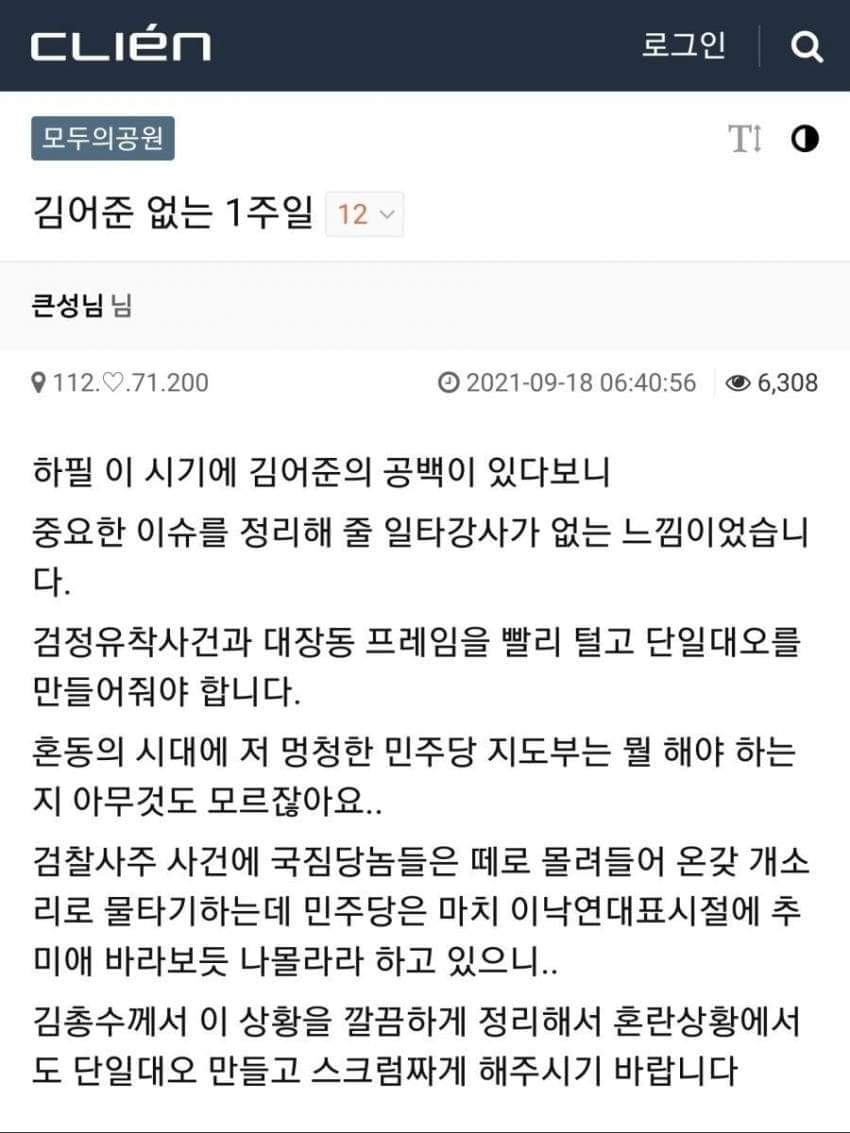 CLIéN
로그인
모두의공원
T
김어준 없는 1주일 12
큰성님 님
112.♡.71.200 2021-09-18 06:40:56 6,308
하필 이 시기에 김어준의 공백이 있다보니
중요한 이슈를 정리해 줄 일타강사가 없는 느낌이었습니
다.
검정유착사건과 대장동 프레임을 빨리 털고 단일대오를
만들어줘야 합니다.
혼동의 시대에 저 멍청한 민주당 지도부는 뭘 해야 하는
지 아무것도 모르잖아요..
검찰사주 사건에 국짐당놈들은 떼로 몰려들어 온갖 개소
리로 물타기하는데 민주당은 마치 이낙연대표시절에 추
미애 바라보듯 나몰라라 하고 있으니..
김총수께서 이 상황을 깔끔하게 정리해서 혼란상황에서
도 단일대오 만들고 스크럼짜게 해주시기 바랍니다